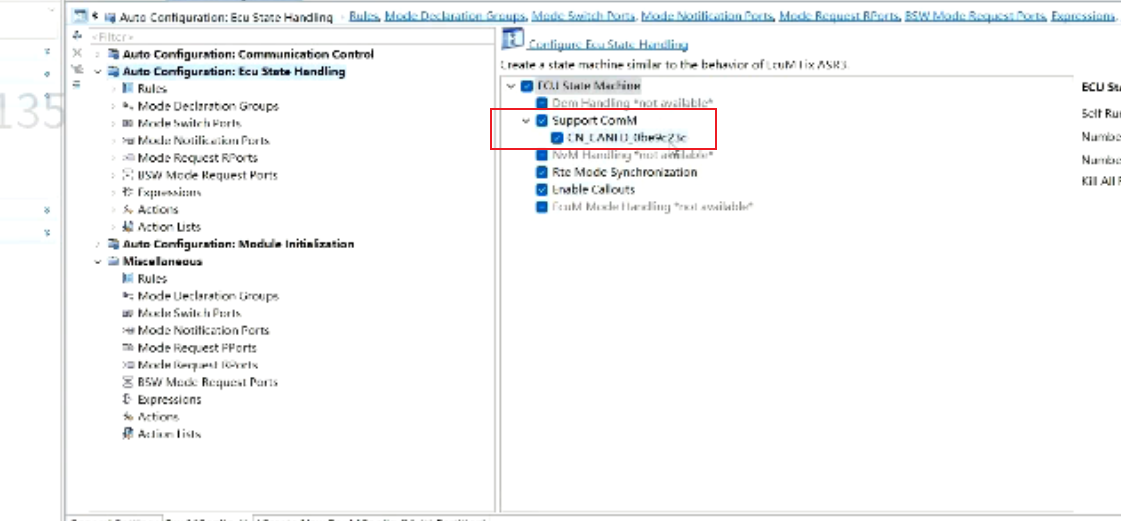 Auto Configuration: Ecu State Handling Rules, Mode Declaration Groups, Mode Switch Ports, Mode Notification Ports, Mode Request RPorts, BSW Mode Request Ports, Expressions,
<Filter>
Auto Configuration: Communication Control
Auto Configuration: Ecu State Handling
Rules
Mode Declaration Groups
Mode Switch Ports
Mode Notification Ports
Mode Request RPorts
BSW Mode Request Ports
Expressions
Actions
Action Lists
Auto Configuration: Module Initialization
Miscellaneous
Rules
Mode Declaration Groups
Mode Switch Ports
Mode Notification Ports
Mode Request PPorts
Mode Request RPorts
BSW Mode Request Ports
Expressions
Actions
Action Lists
135
Configure Ecu State Handling
Create a state machine similar to the behavior of EcuM Fix ASR3.
ECU State Machine
Dem Handling *not available*
Support ComM
CN_CANFD_0be9c23c
NvM Handling *not available*
Rte Mode Synchronization
Enable Callouts
EcuM Mode Handling *not available*
ECU Sta
Self Ru
Numbe
Numbe
Kill All